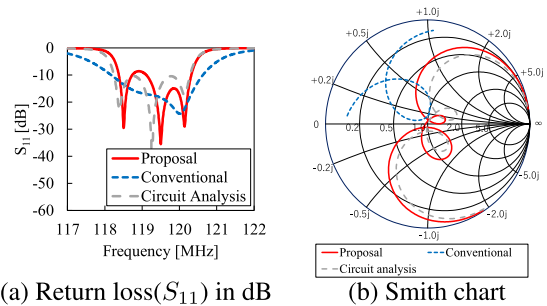 0
-10
-20
-30
-40
-50
-60
S11 [dB]
117 118 119 120 121 122
Frequency [MHz]
Proposal
Conventional
Circuit Analysis
(a) Return loss(S11) in dB
+1.0j
+0.5j
+2.0j
+0.2j
+5.0j
0 0.2 0.5 1.0 2.0 5.0 ∞
-0.2j
-5.0j
-0.5j
-2.0j
-1.0j
Proposal
Conventional
Circuit analysis
(b) Smith chart